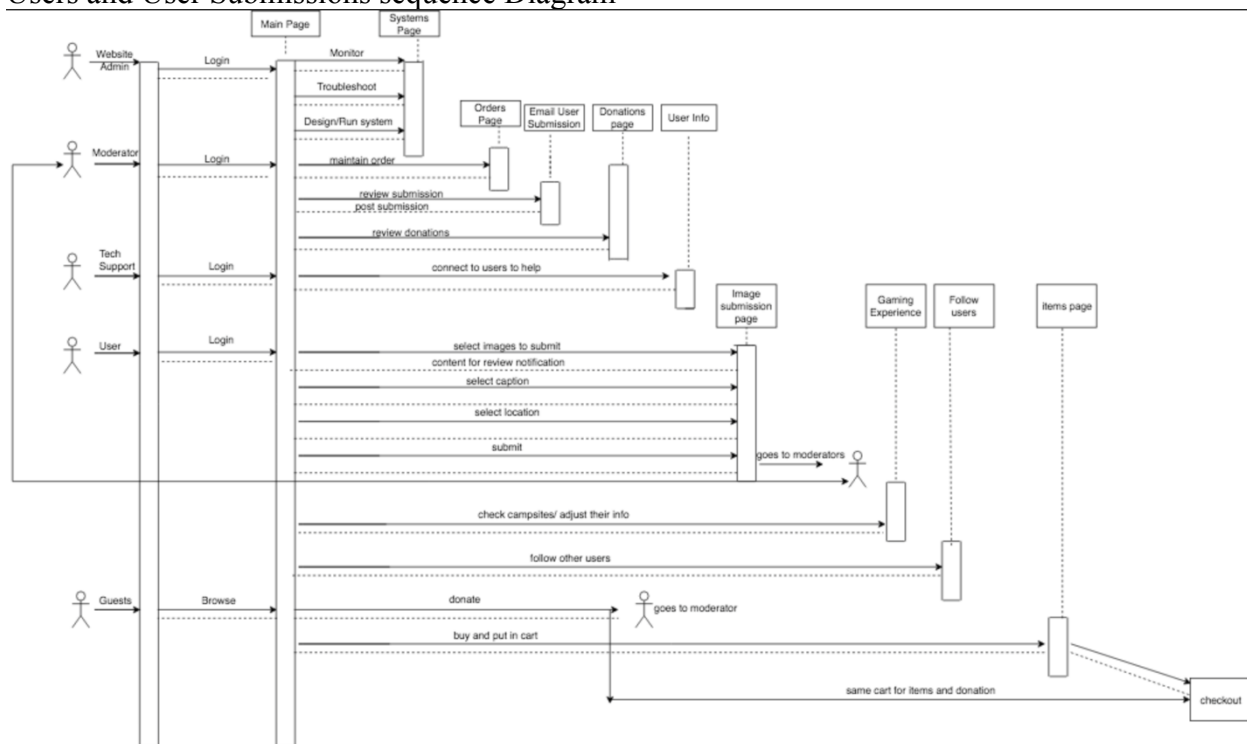 Users and User Submissions sequence Diagram
Main Page
Systems
Page
Website
Admin
Login
Monitor
Troubleshoot
Design/Run system
Orders
Page
Email User
Submission
Donations
page
User Info
Moderator
Login
maintain order
review submission
post submission
review donations
Tech
Support
Login
connect to users to help
Image
submission
page
Gaming
Experience
Follow
users
items page
User
Login
select images to submit
content for review notification
select caption
select location
submit
goes to moderators
check campsites/ adjust their info
follow other users
Guests
Browse
donate
goes to moderator
buy and put in cart
same cart for items and donation
checkout